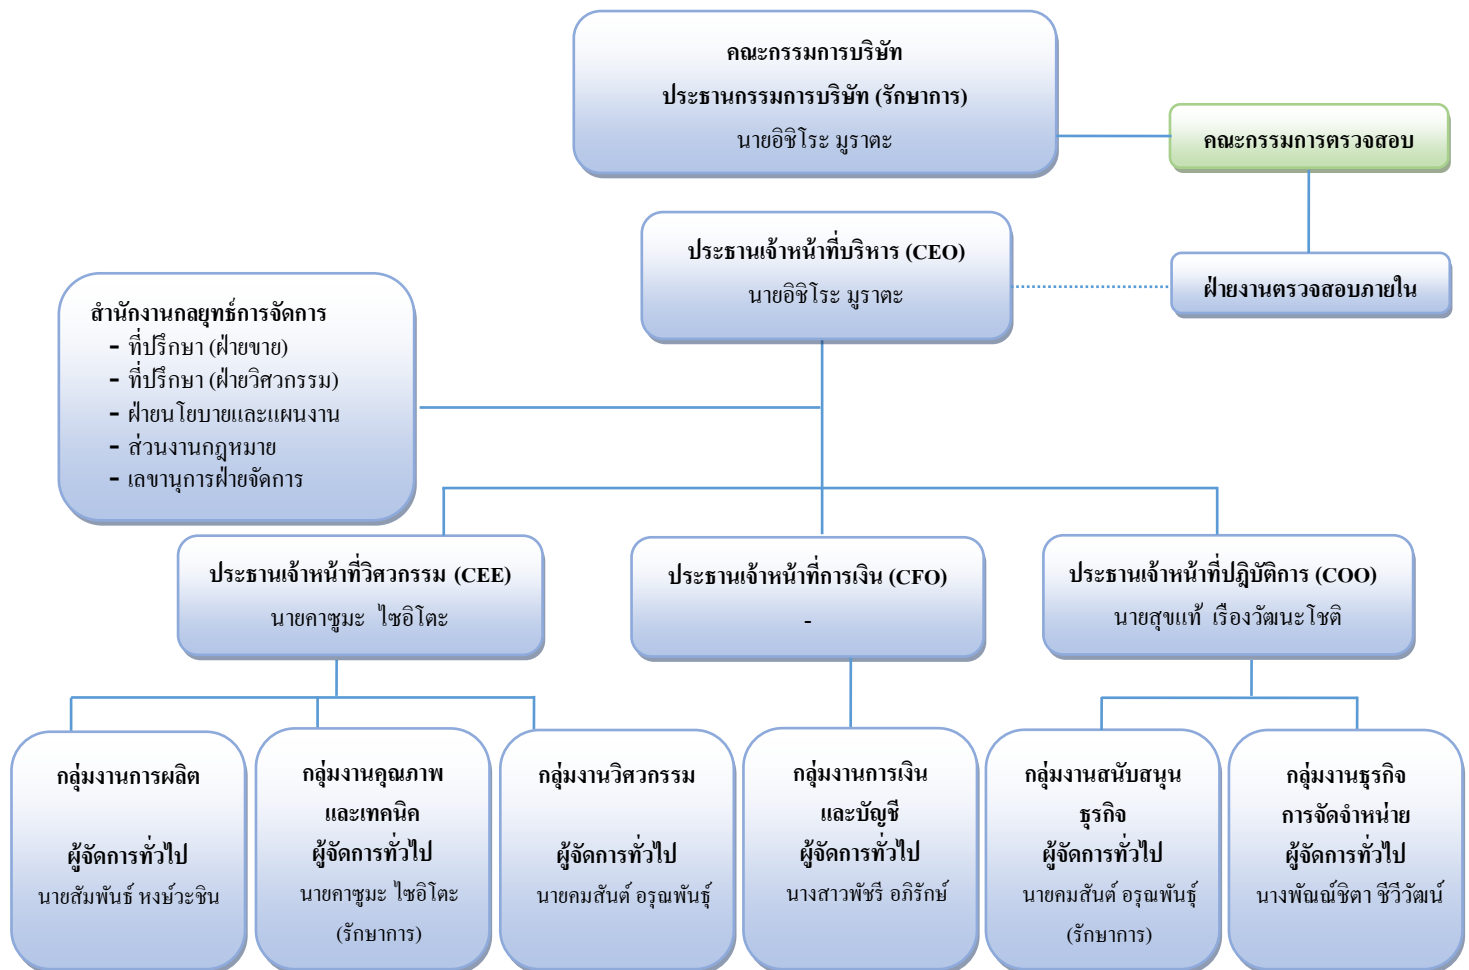 คณะกรรมการบริษัท
ประธานกรรมการบริษัท (รักษาการ)
นายอิชิโระ มูราตะ
คณะกรรมการตรวจสอบ
ประธานเจ้าหน้าที่บริหาร (CEO)
นายอิชิโระ มูราตะ
ฝ่ายงานตรวจสอบภายใน
สำนักงานกลยุทธ์การจัดการ
- ที่ปรึกษา (ฝ่ายขาย)
- ที่ปรึกษา (ฝ่ายวิศวกรรม)
- ฝ่ายนโยบายและแผนงาน
- ส่วนงานกฎหมาย
- เลขานุการฝ่ายจัดการ
ประธานเจ้าหน้าที่วิศวกรรม (CEE)
นายคาซูมะ ไซอิโตะ
ประธานเจ้าหน้าที่การเงิน (CFO)
-
ประธานเจ้าหน้าที่ปฎิบัติการ (COO)
นายสุขแท้ เรืองวัฒนะโชติ
กลุ่มงานการผลิต
ผู้จัดการทั่วไป
นายสัมพันธ์ หงษ์วะชิน
กลุ่มงานคุณภาพ
และเทคนิค
ผู้จัดการทั่วไป
นายคาซูมะ ไซอิโตะ
(รักษาการ)
กลุ่มงานวิศวกรรม
ผู้จัดการทั่วไป
นายคมสันต์ อรุณพันธุ์
กลุ่มงานการเงิน
และบัญชี
ผู้จัดการทั่วไป
นางสาวพัชรี อภิรักษ์
กลุ่มงานสนับสนุน
ธุรกิจ
ผู้จัดการทั่วไป
นายคมสันต์ อรุณพันธุ์
(รักษาการ)
กลุ่มงานธุรกิจ
การจัดจำหน่าย
ผู้จัดการทั่วไป
นางพัณณ์ชิตา ชีวีวัฒน์